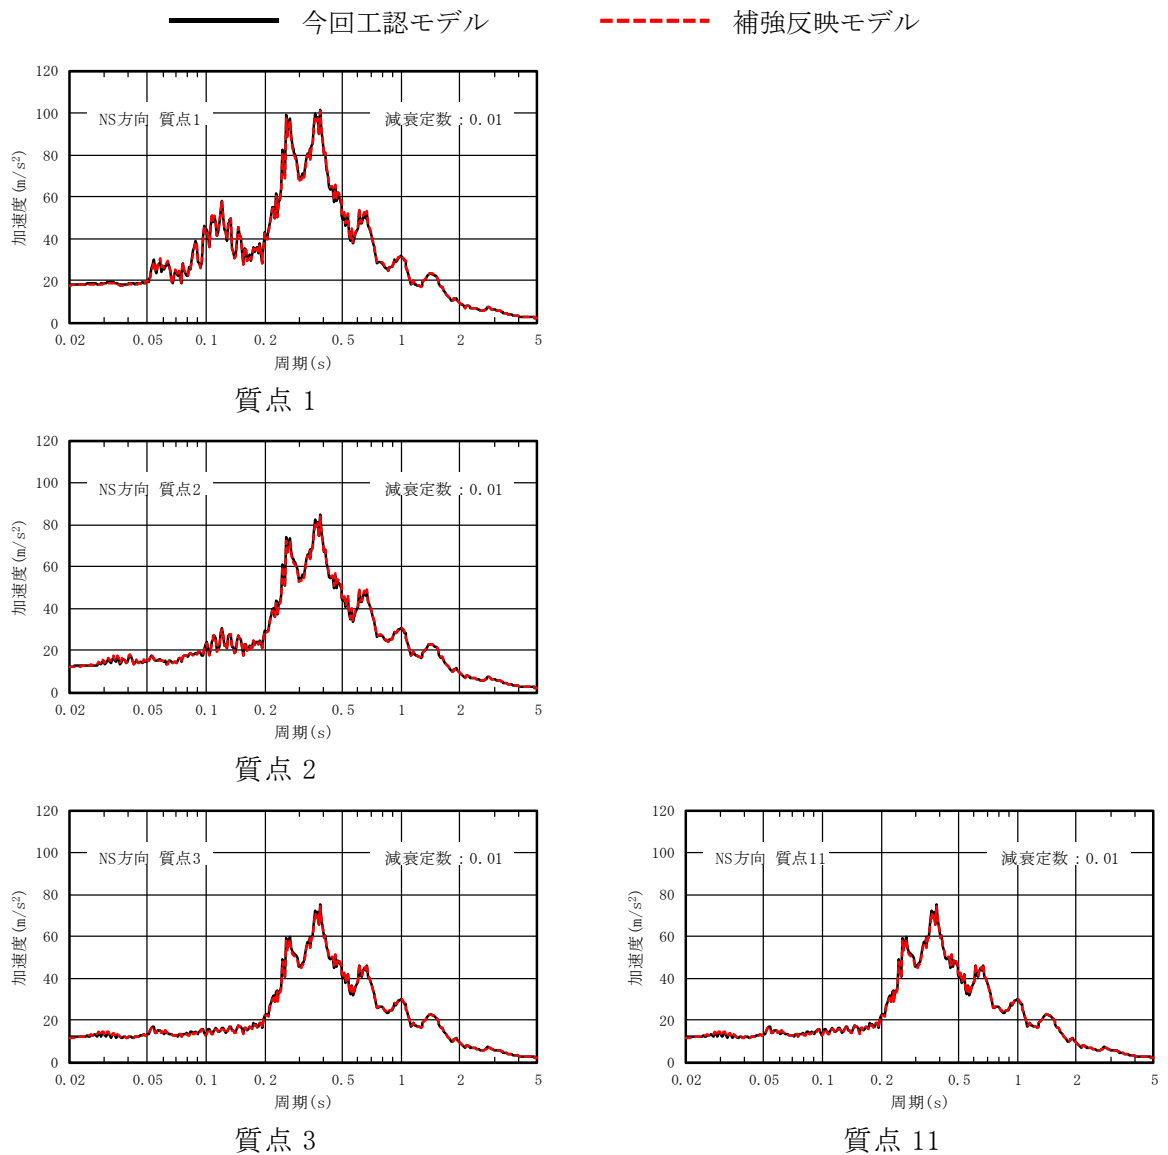 今回工認モデル 補強反映モデル
120
100
80
60
40
20
0
加速度(m/s²)
NS方向 質点1 減衰定数：0.01
0.02 0.05 0.1 0.2 0.5 1 2 5
周期(s)
質点 1
120
100
80
60
40
20
0
加速度(m/s²)
NS方向 質点2 減衰定数：0.01
0.02 0.05 0.1 0.2 0.5 1 2 5
周期(s)
質点 2
120
100
80
60
40
20
0
加速度(m/s²)
NS方向 質点3 減衰定数：0.01
0.02 0.05 0.1 0.2 0.5 1 2 5
周期(s)
質点 3
120
100
80
60
40
20
0
加速度(m/s²)
NS方向 質点11 減衰定数：0.01
0.02 0.05 0.1 0.2 0.5 1 2 5
周期(s)
質点 11